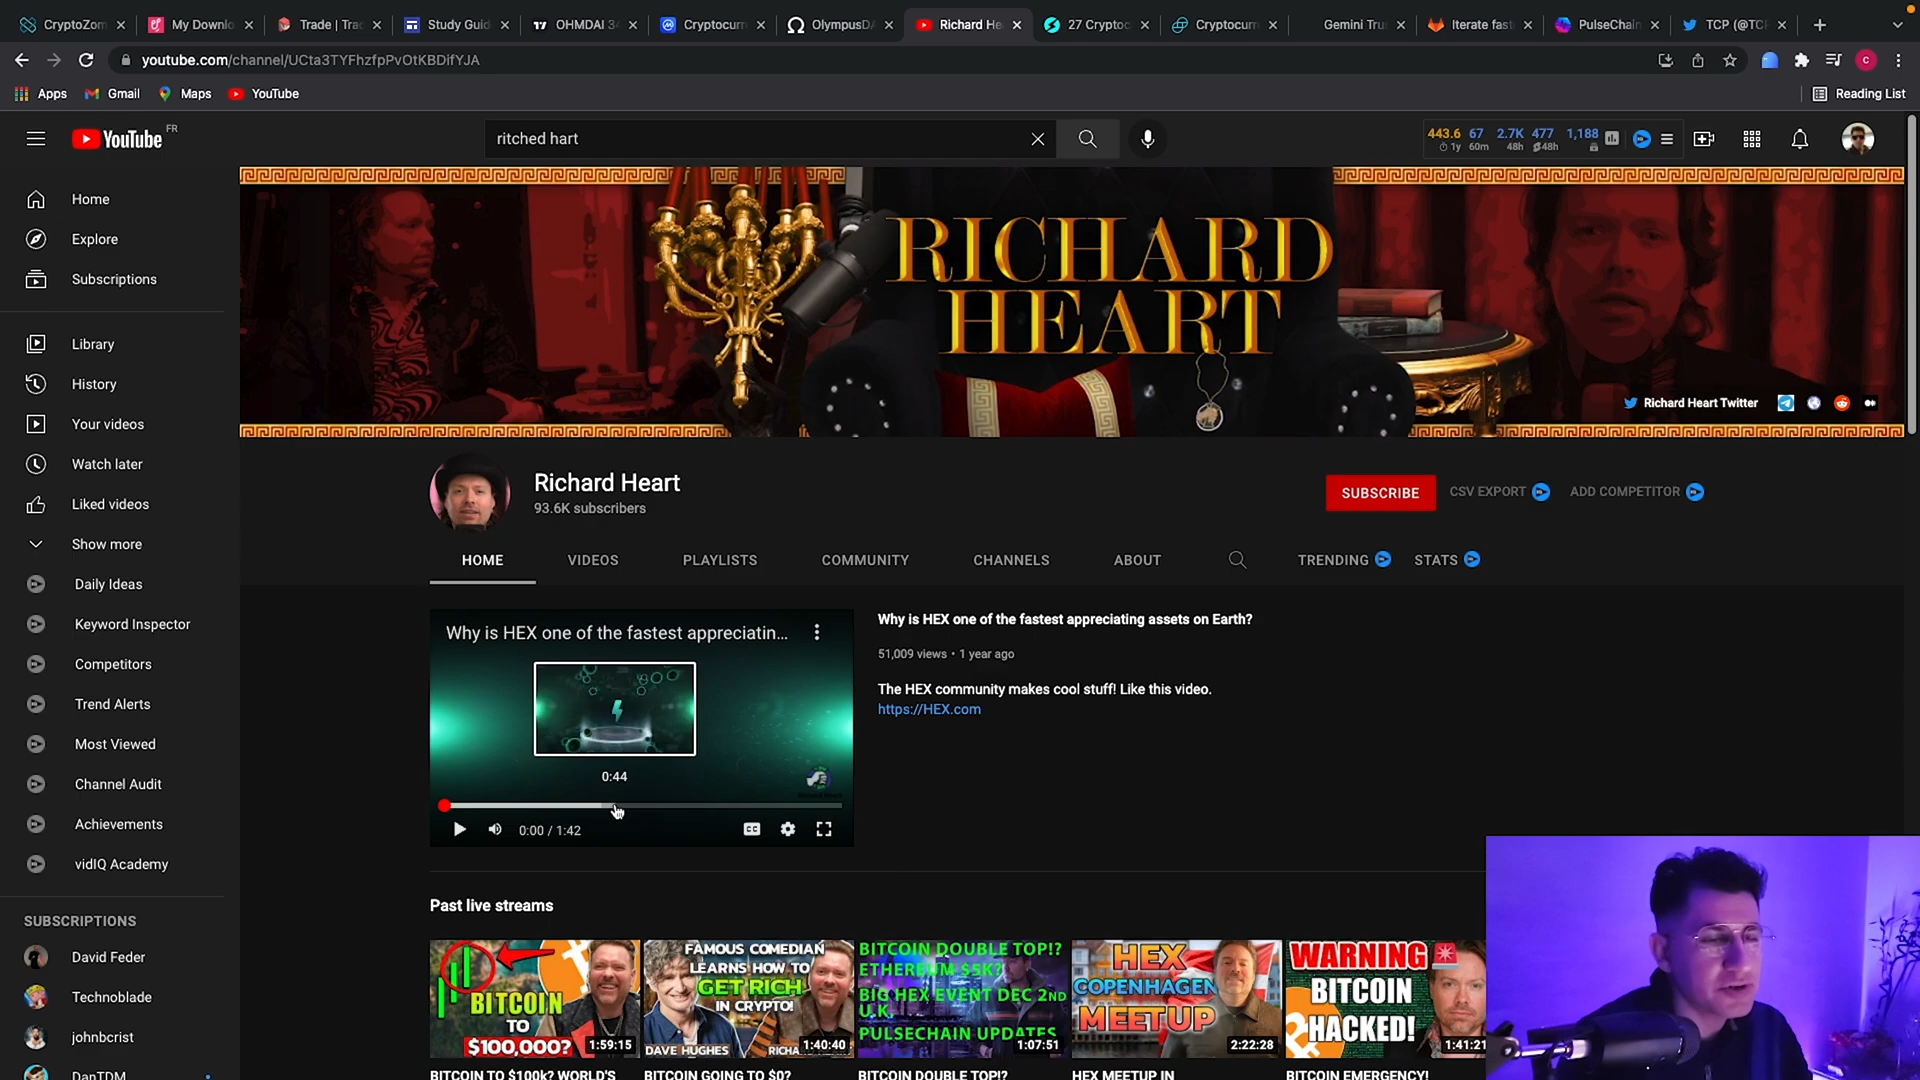 CryptoZom
My Downlo
Trade | Tra
Study Guid
OHMDAI 34
Cryptocurr
OlympusDA
Richard He
27 Cryptoc
Cryptocurr
Gemini Trus
Iterate fast
PulseChain
TCP (@TCP
youtube.com/channel/UCta3TYFhzfpPvOtKBDifYJA
C
Apps
Gmail
Maps
YouTube
Reading List
YouTube FR
ritched hart
443.6 67 2.7K 477 1,188
1y 60m 48h 48h
Home
Explore
Subscriptions
Library
History
Your videos
Watch later
Liked videos
Show more
Daily Ideas
Keyword Inspector
Competitors
Trend Alerts
Most Viewed
Channel Audit
Achievements
vidIQ Academy
SUBSCRIPTIONS
David Feder
Technoblade
johnbcrist
DanTDM
RICHARD
HEART
Richard Heart Twitter
Richard Heart
93.6K subscribers
SUBSCRIBE
CSV EXPORT
ADD COMPETITOR
HOME
VIDEOS
PLAYLISTS
COMMUNITY
CHANNELS
ABOUT
TRENDING
STATS
Why is HEX one of the fastest appreciatin...
0:44
0:00 / 1:42
CC
Why is HEX one of the fastest appreciating assets on Earth?
51,009 views • 1 year ago
The HEX community makes cool stuff! Like this video.
https://HEX.com
Past live streams
BITCOIN
TO
$100,000?
1:59:15
FAMOUS COMEDIAN
LEARNS HOW TO
GET RICH
IN CRYPTO!
DAVE HUGHES
RICHA
1:40:40
BITCOIN DOUBLE TOP!?
ETHEREUM $5K?
BIG HEX EVENT DEC 2ND
U.K.
PULSECHAIN UPDATES
1:07:51
HEX
COPENHAGEN
MEETUP
2:22:28
WARNING
BITCOIN
HACKED!
1:41:21
BITCOIN TO $100k? WORLD'S
BITCOIN GOING TO $0?
BITCOIN DOUBLE TOP!?
HEX MEETUP IN
BITCOIN EMERGENCY!